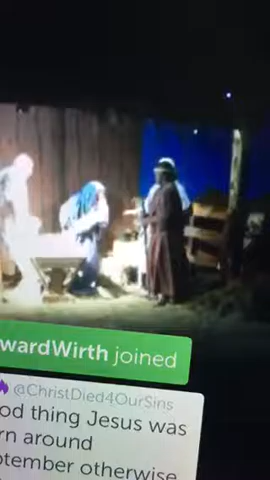 wardWirth joined
@ChristDied4OurSins
od thing Jesus was
rn around
ptember otherwise